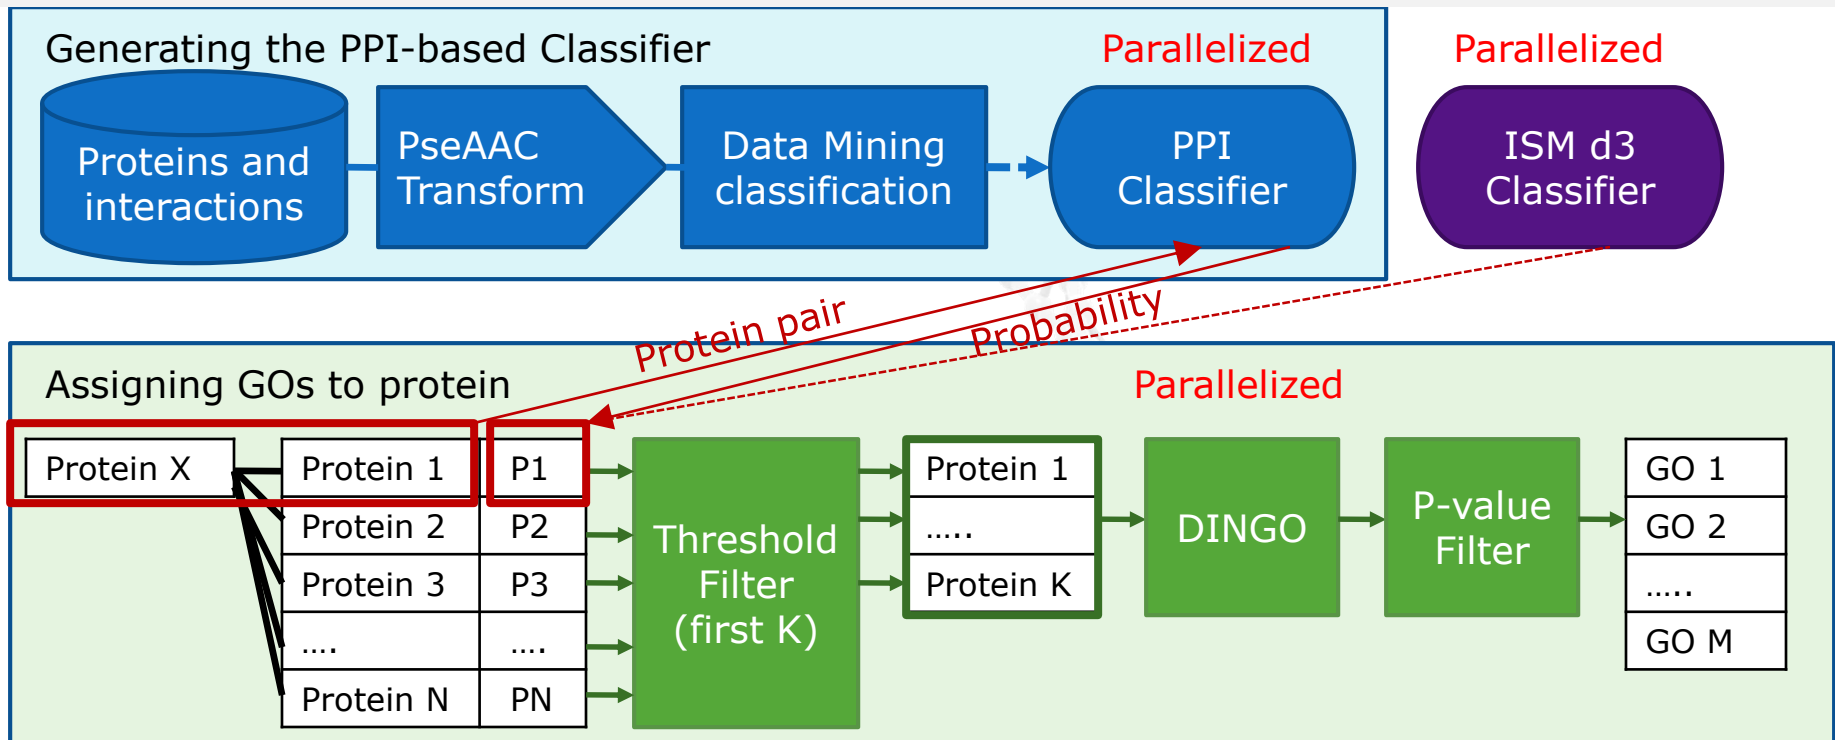 Generating the PPI-based Classifier
Parallelized
Parallelized
Proteins and
interactions
PseAAC
Transform
Data Mining
classification
PPI
Classifier
ISM d3
Classifier
Protein pair
Probability
Assigning GOs to protein
Parallelized
Protein X
Protein 1
P1
Protein 2
P2
Protein 3
P3
....
....
Protein N
PN
Threshold
Filter
(first K)
Protein 1
.....
Protein K
DINGO
P-value
Filter
GO 1
GO 2
.....
GO M